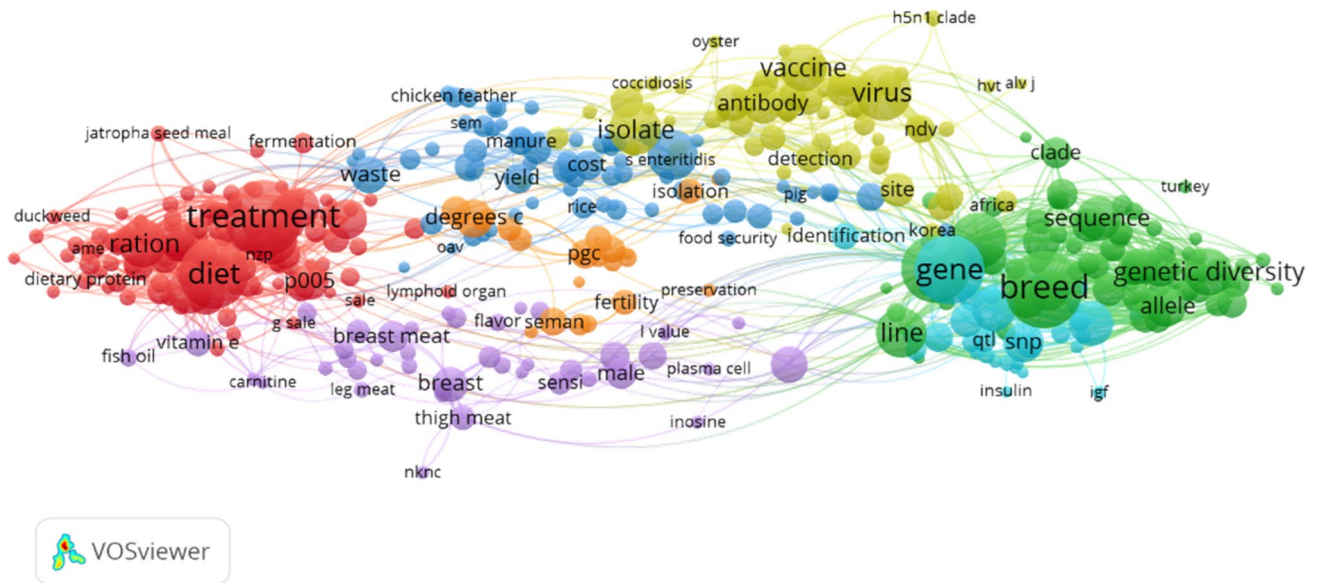 h5n1 clade
oyster
vaccine
coccidiosis
hvt
alv j
virus
chicken feather
antibody
sem
isolate
ndv
jatropha seed meal
fermentation
manure
clade
detection
s enteritidis
cost
waste
yield
turkey
isolation
pig
site
africa
rice
duckweed
treatment
degrees c
sequence
korea
food security
identification
ration
ame
oav
nzp
pgc
gene
genetic diversity
diet
dietary protein
p005
breed
lymphoid organ
preservation
sale
fertility
allele
g sale
flavor
seman
l value
line
breast meat
vitamin e
qtl
snp
fish oil
plasma cell
male
carnitine
leg meat
breast
sensi
insulin
igf
thigh meat
inosine
nknc
VOSviewer